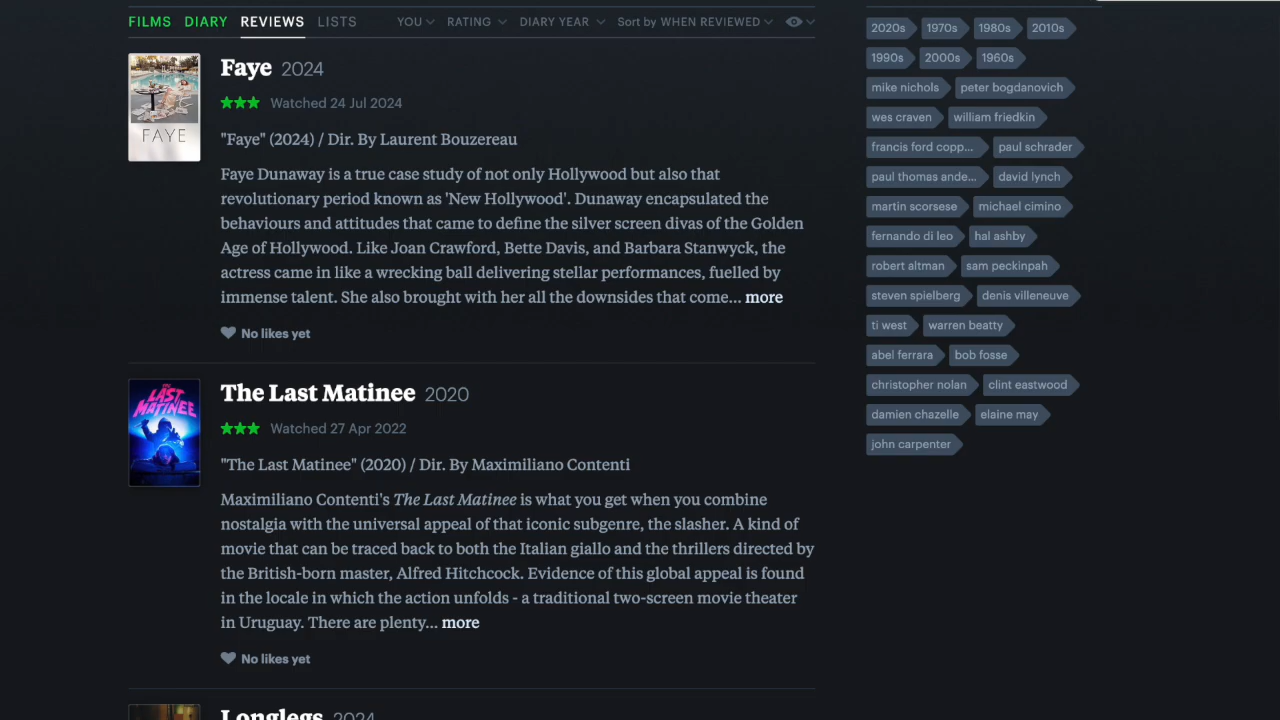 FILMS DIARY REVIEWS LISTS YOU RATING DIARY YEAR Sort by WHEN REVIEWED
Faye 2024
Watched 24 Jul 2024
"Faye" (2024) / Dir. By Laurent Bouzereau
Faye Dunaway is a true case study of not only Hollywood but also that
revolutionary period known as 'New Hollywood'. Dunaway encapsulated the
behaviours and attitudes that came to define the silver screen divas of the Golden
Age of Hollywood. Like Joan Crawford, Bette Davis, and Barbara Stanwyck, the
actress came in like a wrecking ball delivering stellar performances, fuelled by
immense talent. She also brought with her all the downsides that come... more
No likes yet
FAYE
The Last Matinee 2020
Watched 27 Apr 2022
"The Last Matinee" (2020) / Dir. By Maximiliano Contenti
Maximiliano Contenti's The Last Matinee is what you get when you combine
nostalgia with the universal appeal of that iconic subgenre, the slasher. A kind of
movie that can be traced back to both the Italian giallo and the thrillers directed by
the British-born master, Alfred Hitchcock. Evidence of this global appeal is found
in the locale in which the action unfolds - a traditional two-screen movie theater
in Uruguay. There are plenty... more
No likes yet
THE
LAST
MATINEE
Longlegs 2024
2020s 1970s 1980s 2010s
1990s 2000s 1960s
mike nichols peter bogdanovich
wes craven william friedkin
francis ford copp... paul schrader
paul thomas ande... david lynch
martin scorsese michael cimino
fernando di leo hal ashby
robert altman sam peckinpah
steven spielberg denis villeneuve
ti west warren beatty
abel ferrara bob fosse
christopher nolan clint eastwood
damien chazelle elaine may
john carpenter